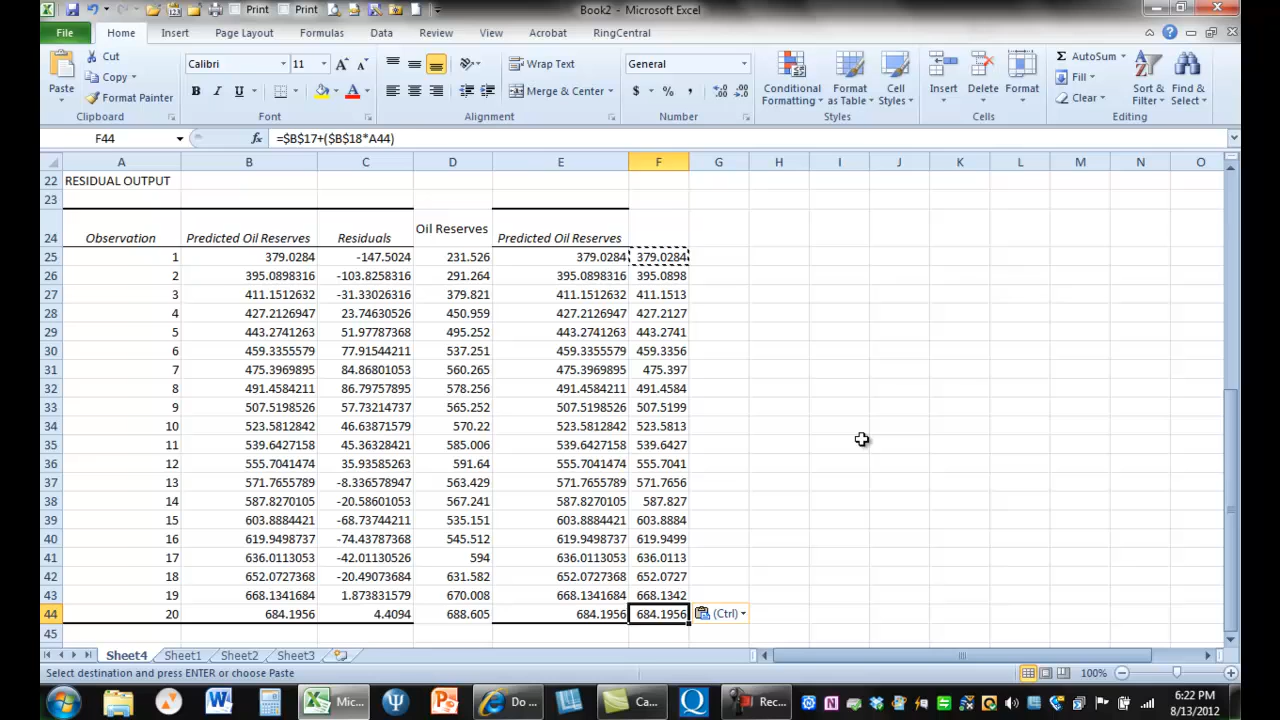 Print Print Book2 - Microsoft Excel
File Home Insert Page Layout Formulas Data Review View Acrobat RingCentral
Paste Cut Copy Format Painter Clipboard
Calibri 11 B I U A A A Font
Wrap Text Merge & Center Alignment
General $ % , Number
Conditional Formatting Format as Table Cell Styles Styles
Insert Delete Format Cells
Σ AutoSum Fill Clear Sort & Filter Find & Select Editing
F44 fx =$B$17+($B$18*A44)
A B C D E F G H I J K L M N O
22 RESIDUAL OUTPUT
23
24 Observation Predicted Oil Reserves Residuals Oil Reserves Predicted Oil Reserves
25 1 379.0284 -147.5024 231.526 379.0284 379.0284
26 2 395.0898316 -103.8258316 291.264 395.0898316 395.0898
27 3 411.1512632 -31.33026316 379.821 411.1512632 411.1513
28 4 427.2126947 23.74630526 450.959 427.2126947 427.2127
29 5 443.2741263 51.97787368 495.252 443.2741263 443.2741
30 6 459.3355579 77.91544211 537.251 459.3355579 459.3356
31 7 475.3969895 84.86801053 560.265 475.3969895 475.397
32 8 491.4584211 86.79757895 578.256 491.4584211 491.4584
33 9 507.5198526 57.73214737 565.252 507.5198526 507.5199
34 10 523.5812842 46.63871579 570.22 523.5812842 523.5813
35 11 539.6427158 45.36328421 585.006 539.6427158 539.6427
36 12 555.7041474 35.93585263 591.64 555.7041474 555.7041
37 13 571.7655789 -8.336578947 563.429 571.7655789 571.7656
38 14 587.8270105 -20.58601053 567.241 587.8270105 587.827
39 15 603.8884421 -68.73744211 535.151 603.8884421 603.8884
40 16 619.9498737 -74.43787368 545.512 619.9498737 619.9499
41 17 636.0113053 -42.01130526 594 636.0113053 636.0113
42 18 652.0727368 -20.49073684 631.582 652.0727368 652.0727
43 19 668.1341684 1.873831579 670.008 668.1341684 668.1342
44 20 684.1956 4.4094 688.605 684.1956 684.1956 (Ctrl)
45
Sheet4 Sheet1 Sheet2 Sheet3
Select destination and press ENTER or choose Paste 100%
Mic... Do ... Ca... Rec... 6:22 PM
8/13/2012